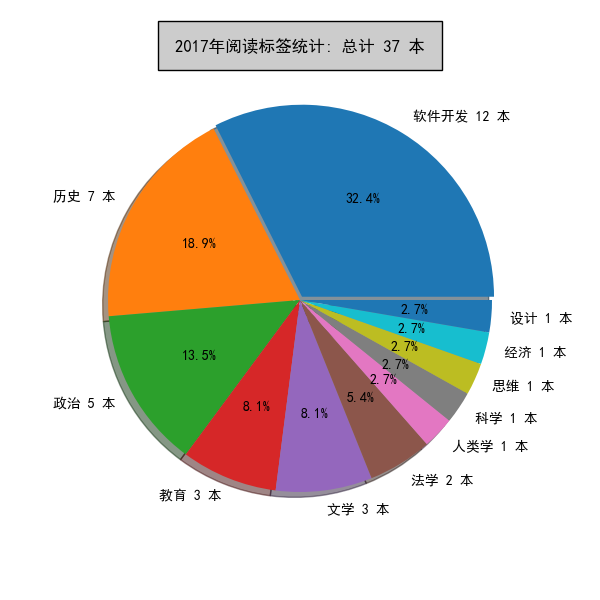 2017年阅读标签统计: 总计 37 本
软件开发 12 本
32.4%
历史 7 本
18.9%
政治 5 本
13.5%
教育 3 本
8.1%
文学 3 本
8.1%
法学 2 本
5.4%
人类学 1 本
2.7%
科学 1 本
2.7%
思维 1 本
2.7%
经济 1 本
2.7%
设计 1 本
2.7%